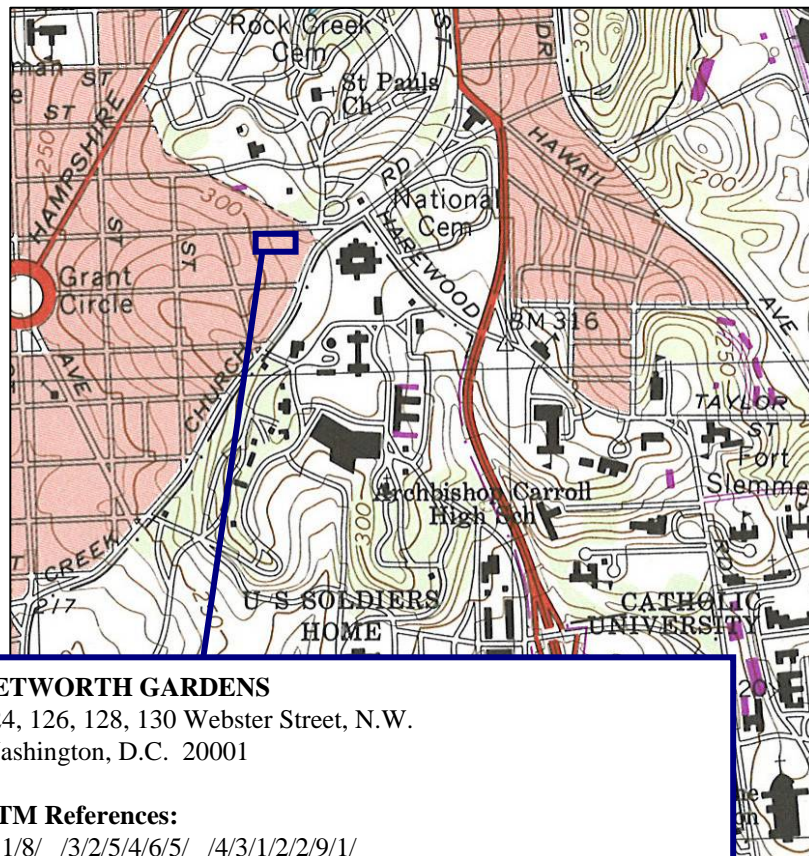 Rock Creek
Cem
ST
DR
300
St Pauls
Ch
ST
ST
250
HAMPSHIRE
HAWAII
200
300
RD
National
Cem
HAREWOOD
ST
ST
Grant
Circle
AVE
BM 316
AVE
250
CHURCH
TAYLOR
ST
Fort
Archbishop Carroll
High Sch
300
RD
CREEK
217
U S SOLDIERS
HOME
CATHOLIC
UNIVERSITY
ETWORTH GARDENS
24, 126, 128, 130 Webster Street, N.W.
ashington, D.C. 20001
TM References:
1/8/ /3/2/5/4/6/5/ /4/3/1/2/2/9/1/